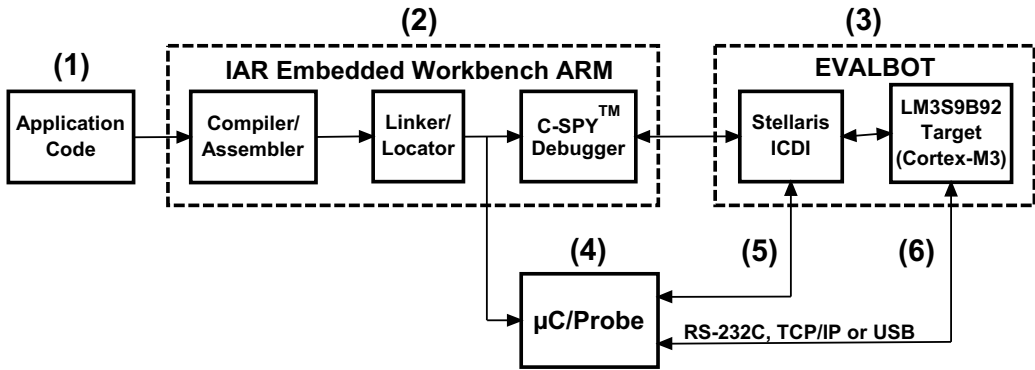 (1)
(2)
(3)
IAR Embedded Workbench ARM
EVALBOT
Application
Code
Compiler/
Assembler
Linker/
Locator
C-SPY™
Debugger
Stellaris
ICDI
LM3S9B92
Target
(Cortex-M3)
(4)
(5)
(6)
µC/Probe
RS-232C, TCP/IP or USB